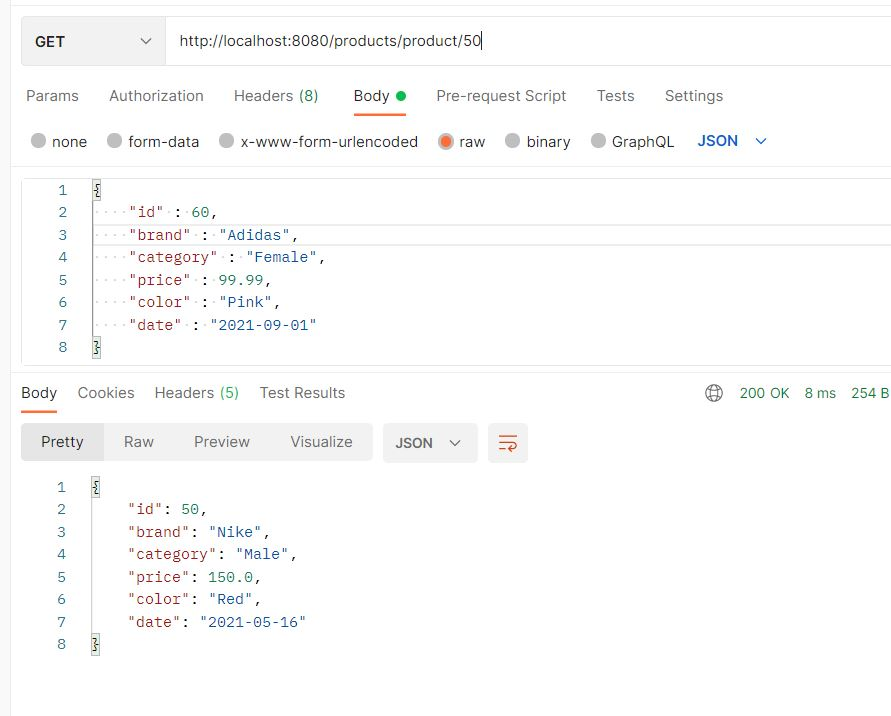 GET http://localhost:8080/products/product/50
Params Authorization Headers (8) Body Pre-request Script Tests Settings
none form-data x-www-form-urlencoded raw binary GraphQL JSON
1 {
2 ····"id"·:·60,
3 ····"brand"·:·"Adidas",
4 ····"category"·:·"Female",
5 ····"price"·:·99.99,
6 ····"color"·:·"Pink",
7 ····"date"·:·"2021-09-01"
8 }
Body Cookies Headers (5) Test Results 200 OK 8 ms 254 B
Pretty Raw Preview Visualize JSON
1 {
2 "id": 50,
3 "brand": "Nike",
4 "category": "Male",
5 "price": 150.0,
6 "color": "Red",
7 "date": "2021-05-16"
8 }